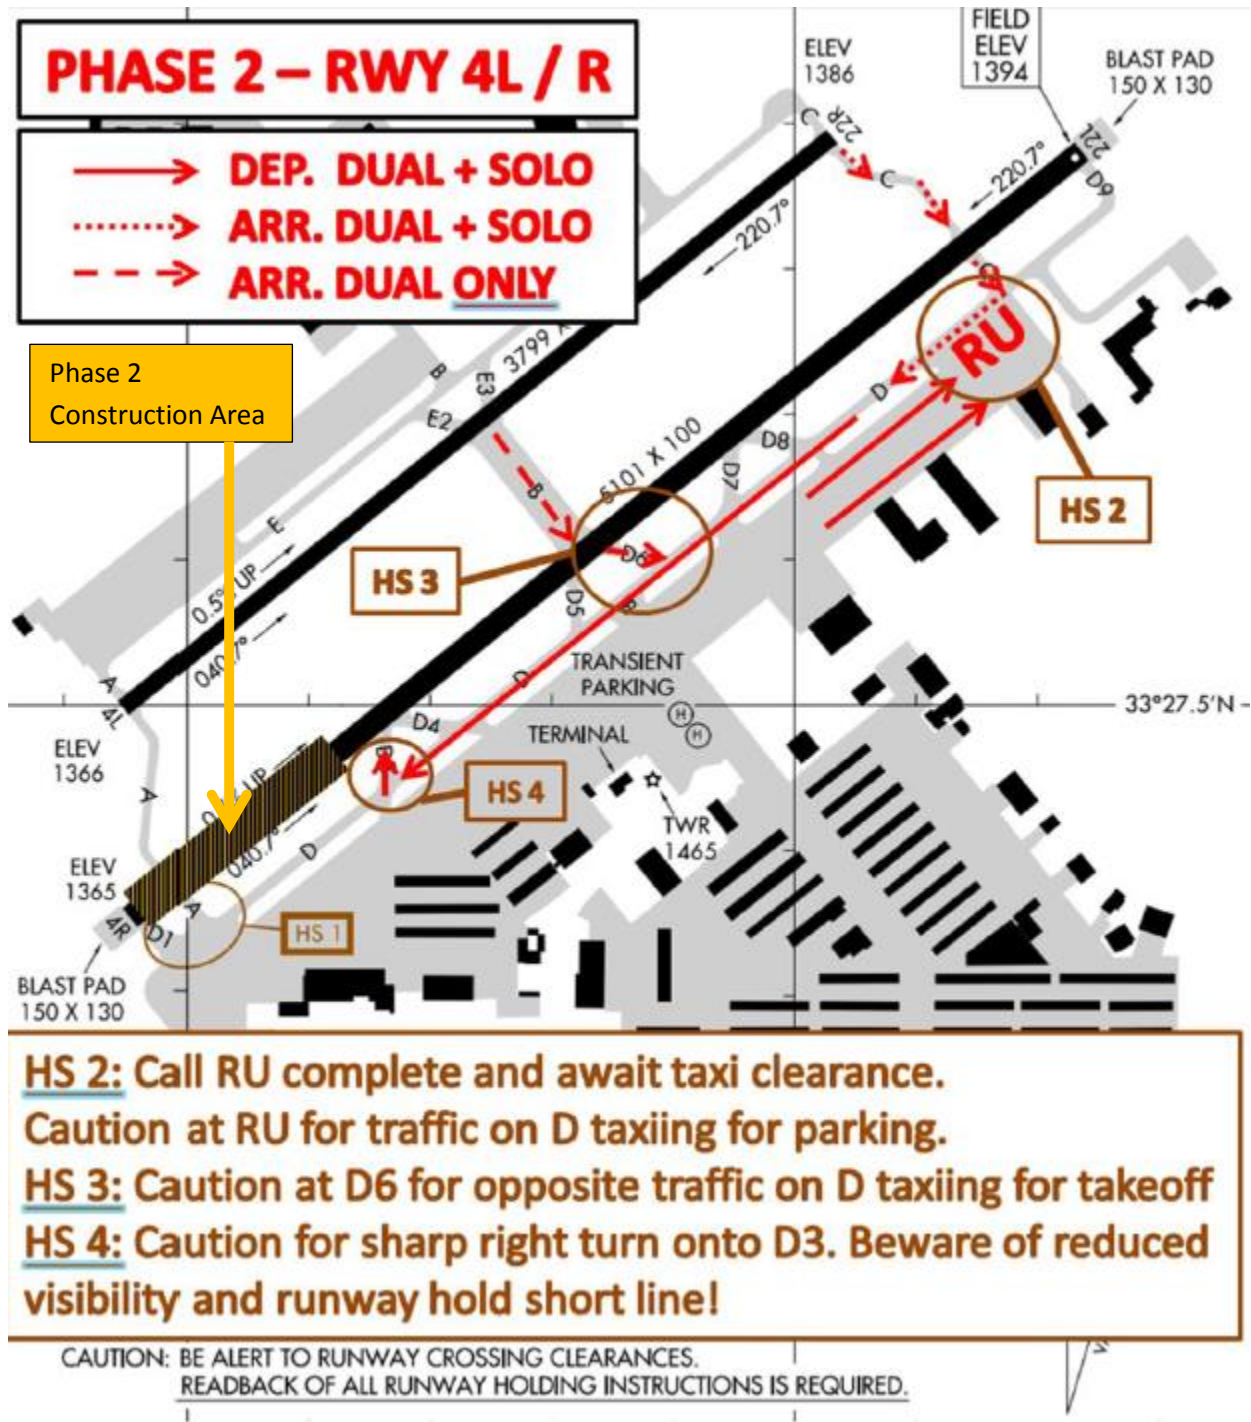 PHASE 2 – RWY 4L / R
DEP. DUAL + SOLO
ARR. DUAL + SOLO
ARR. DUAL ONLY
ELEV
1386
FIELD
ELEV
1394
BLAST PAD
150 X 130
C
22R
C
22L
D9
220.7°
220.7°
C
RU
HS 2
Phase 2
Construction Area
3799 X
B
E3
E2
D
D8
D7
5101 X 100
B
E
HS 3
D6
D5
B
0.5% UP
040.7°
A
4L
D
TRANSIENT
PARKING
H
H
33°27.5'N
D4
TERMINAL
ELEV
1366
A
UP
HS 4
TWR
1465
040.7°
D
ELEV
1365
A
4R
D1
HS 1
BLAST PAD
150 X 130
HS 2: Call RU complete and await taxi clearance.
Caution at RU for traffic on D taxiing for parking.
HS 3: Caution at D6 for opposite traffic on D taxiing for takeoff
HS 4: Caution for sharp right turn onto D3. Beware of reduced
visibility and runway hold short line!
CAUTION: BE ALERT TO RUNWAY CROSSING CLEARANCES.
READBACK OF ALL RUNWAY HOLDING INSTRUCTIONS IS REQUIRED.